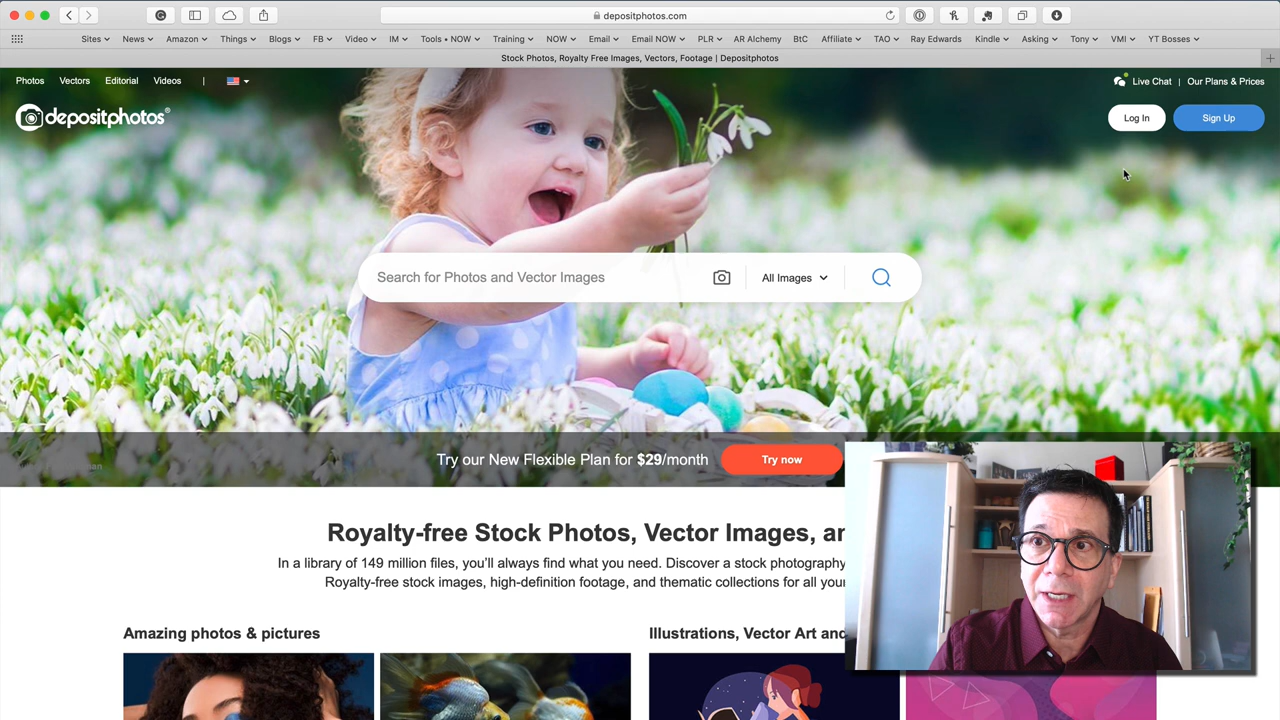 depositphotos.com
Sites News Amazon Things Blogs FB Video IM Tools • NOW Training NOW Email Email NOW PLR AR Alchemy BtC Affiliate TAO Ray Edwards Kindle Asking Tony VMI YT Bosses
Stock Photos, Royalty Free Images, Vectors, Footage | Depositphotos
Photos Vectors Editorial Videos | Live Chat | Our Plans & Prices
depositphotos® Log In Sign Up
Search for Photos and Vector Images All Images
Try our New Flexible Plan for $29/month Try now
Royalty-free Stock Photos, Vector Images, an
In a library of 149 million files, you'll always find what you need. Discover a stock photography
Royalty-free stock images, high-definition footage, and thematic collections for all your
Amazing photos & pictures Illustrations, Vector Art and